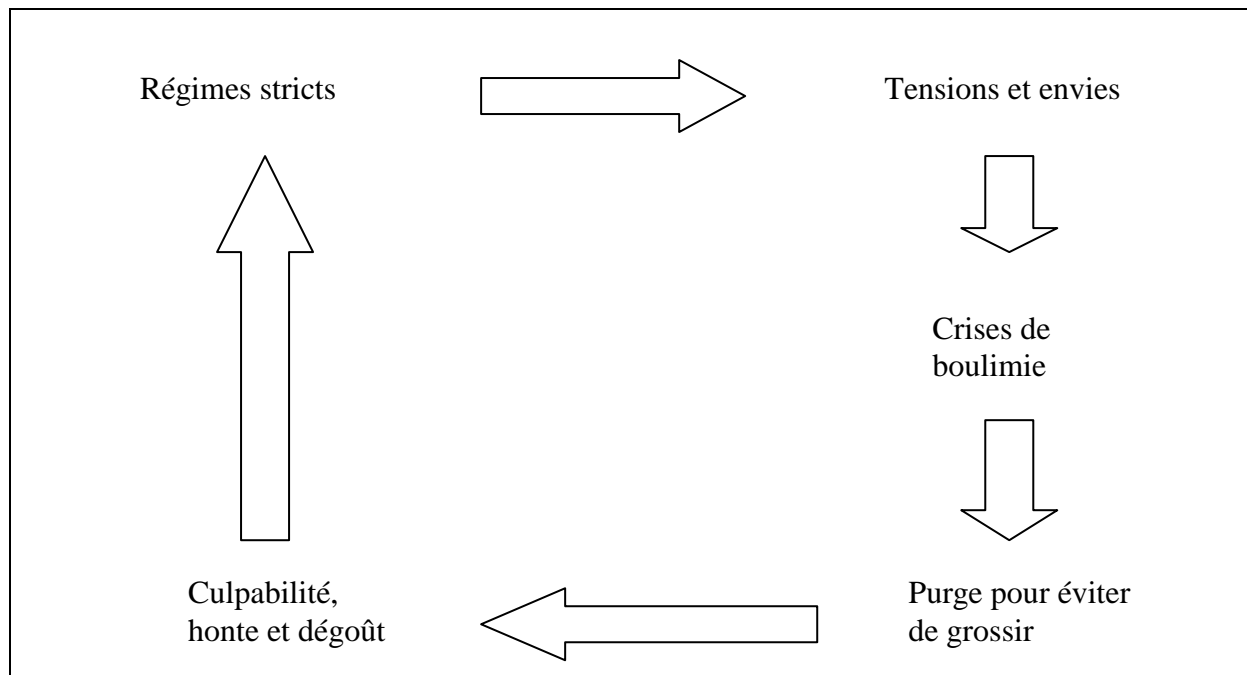 Régimes stricts
Tensions et envies
Crises de
boulimie
Culpabilité,
honte et dégoût
Purge pour éviter
de grossir